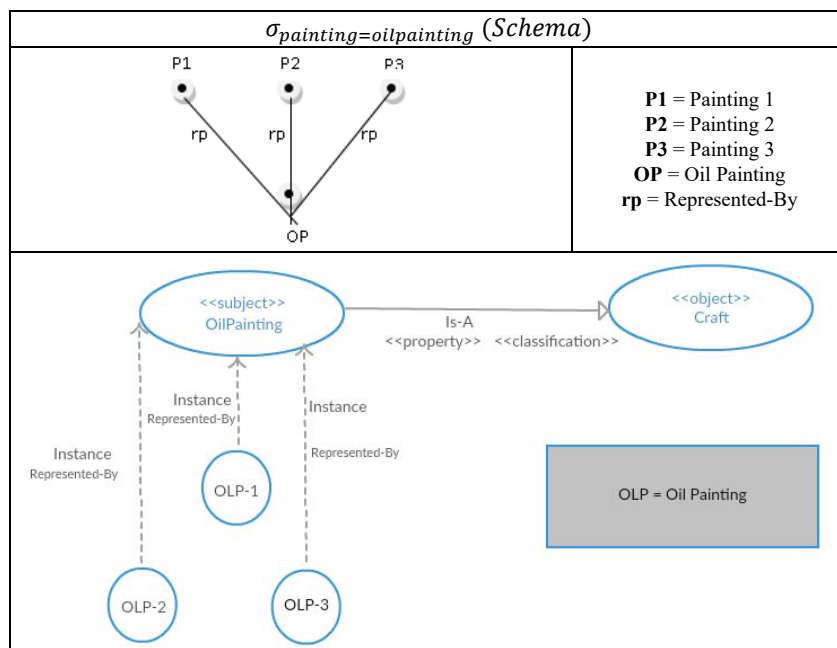 σpainting=oilpainting (Schema)
P1 P2 P3
rp rp rp
OP
P1 = Painting 1
P2 = Painting 2
P3 = Painting 3
OP = Oil Painting
rp = Represented-By
<<subject>>
OilPainting
<<object>>
Craft
Is-A
<<property>> <<classification>>
Instance
Represented-By
Instance
Represented-By
Instance
Represented-By
OLP-1
OLP-2
OLP-3
OLP = Oil Painting